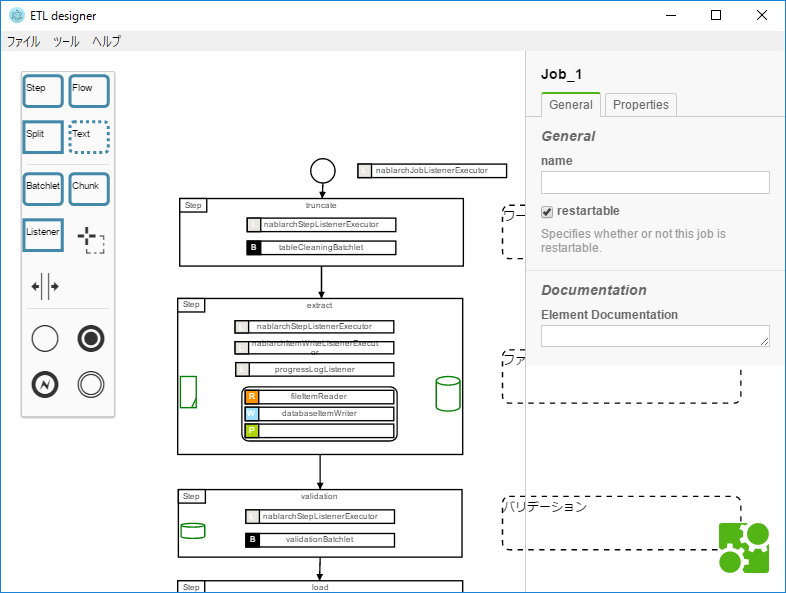 ETL designer
ファイル ツール ヘルプ
Step Flow
Split Text
Batchlet Chunk
Listener
nablarchJobListenerExecutor
Step truncate
nablarchStepListenerExecutor
B tableCleaningBatchlet
Step extract
nablarchStepListenerExecutor
nablarchItemWriteListenerExecut
or
progressLogListener
R fileItemReader
W databaseItemWriter
P
Step validation
nablarchStepListenerExecutor
B validationBatchlet
Step load
ワー
ファ
バリデーション
Job_1
General Properties
General
name
restartable
Specifies whether or not this job is
restartable.
Documentation
Element Documentation